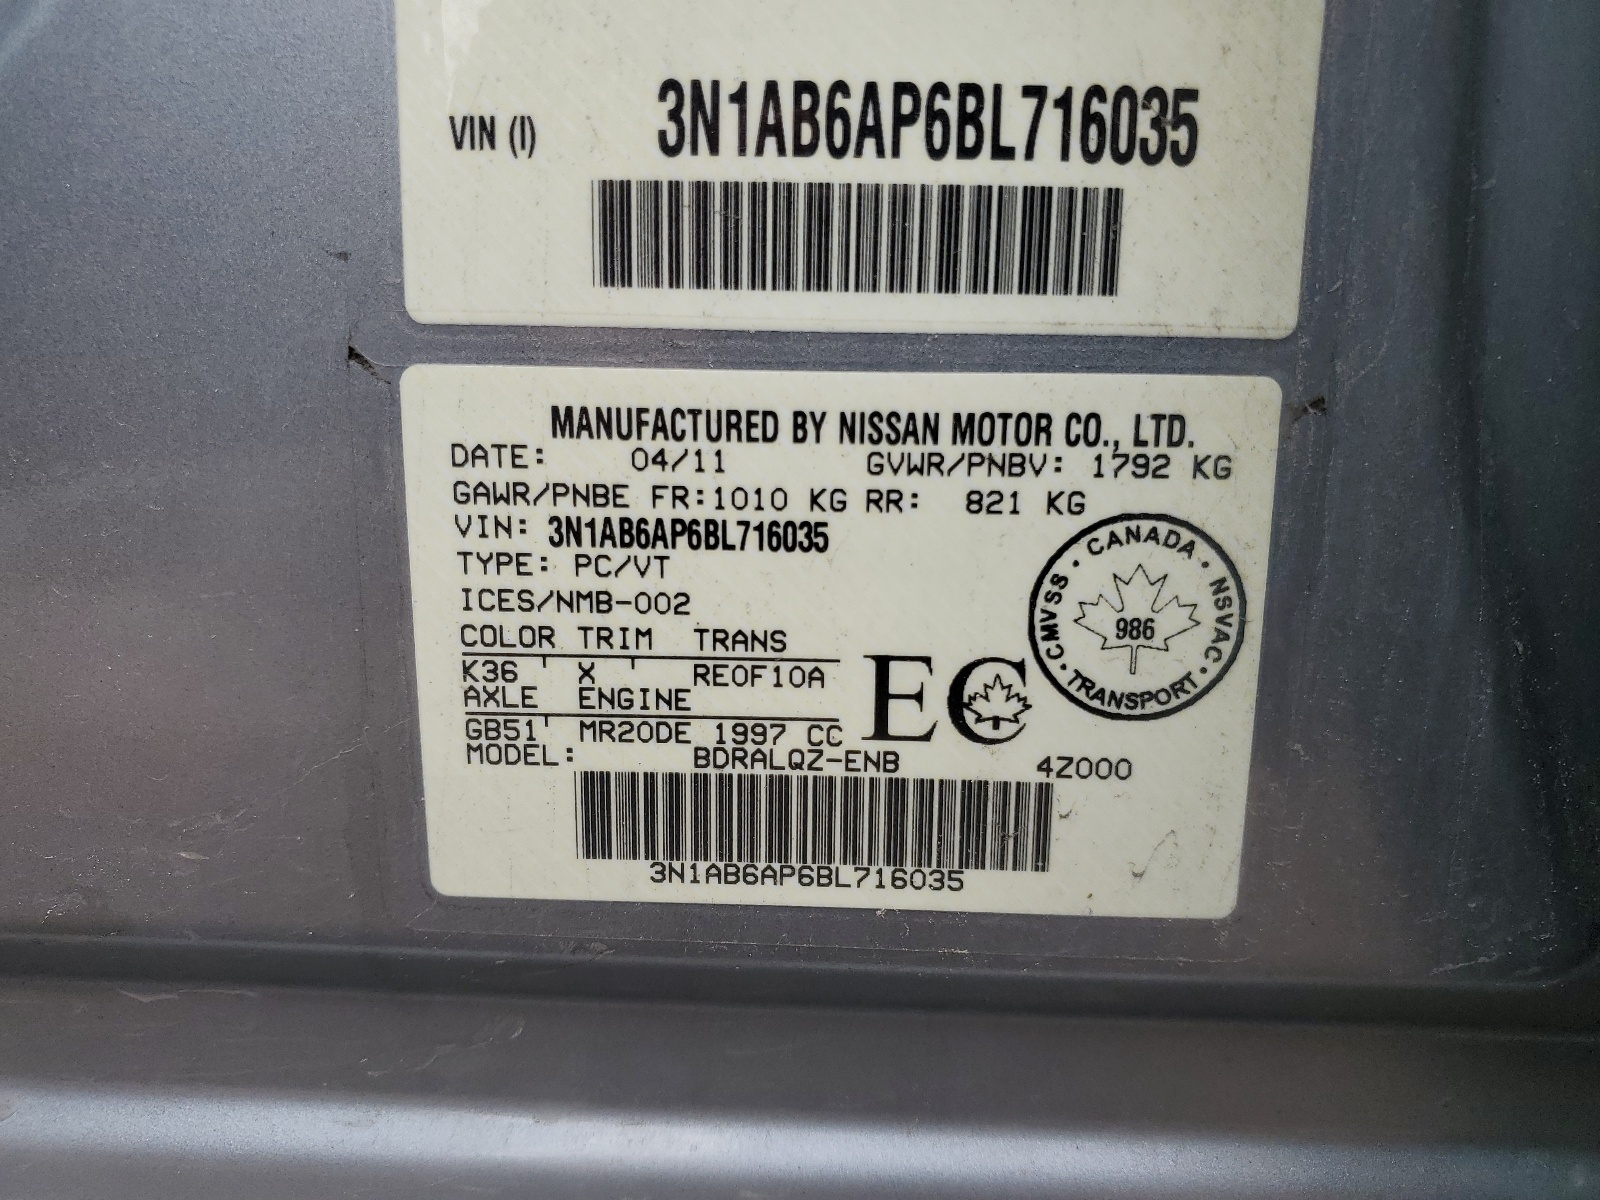 VIN (I) 3N1AB6AP6BL716035
MANUFACTURED BY NISSAN MOTOR CO., LTD.
DATE: 04/11 GVWR/PNBV: 1792 KG
GAWR/PNBE FR:1010 KG RR: 821 KG
VIN: 3N1AB6AP6BL716035
TYPE: PC/VT
ICES/NMB-002
COLOR TRIM TRANS
K36 X RE0F10A
AXLE ENGINE
GB51 MR20DE 1997 CC
MODEL: BDRALQZ-ENB 4Z000
3N1AB6AP6BL716035
EC
CANADA · NSVAC · TRANSPORT · CMVSS ·
986